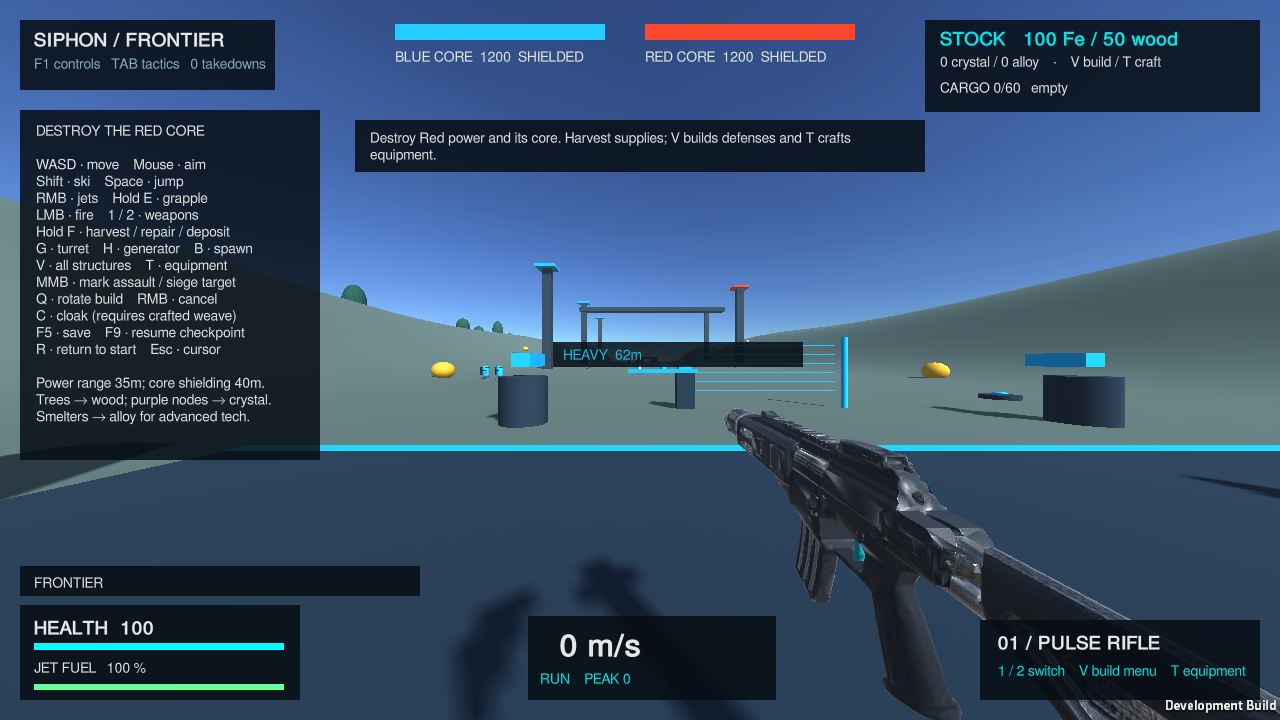 SIPHON / FRONTIER
F1 controls TAB tactics 0 takedowns
BLUE CORE 1200 SHIELDED
RED CORE 1200 SHIELDED
STOCK 100 Fe / 50 wood
0 crystal / 0 alloy · V build / T craft
CARGO 0/60 empty
Destroy Red power and its core. Harvest supplies; V builds defenses and T crafts
equipment.
DESTROY THE RED CORE
WASD · move Mouse · aim
Shift · ski Space · jump
RMB · jets Hold E · grapple
LMB · fire 1 / 2 · weapons
Hold F · harvest / repair / deposit
G · turret H · generator B · spawn
V · all structures T · equipment
MMB · mark assault / siege target
Q · rotate build RMB · cancel
C · cloak (requires crafted weave)
F5 · save F9 · resume checkpoint
R · return to start Esc · cursor
Power range 35m; core shielding 40m.
Trees → wood; purple nodes → crystal.
Smelters → alloy for advanced tech.
HEAVY 62m
FRONTIER
HEALTH 100
JET FUEL 100 %
0 m/s
RUN PEAK 0
01 / PULSE RIFLE
1 / 2 switch V build menu T equipment
Development Build